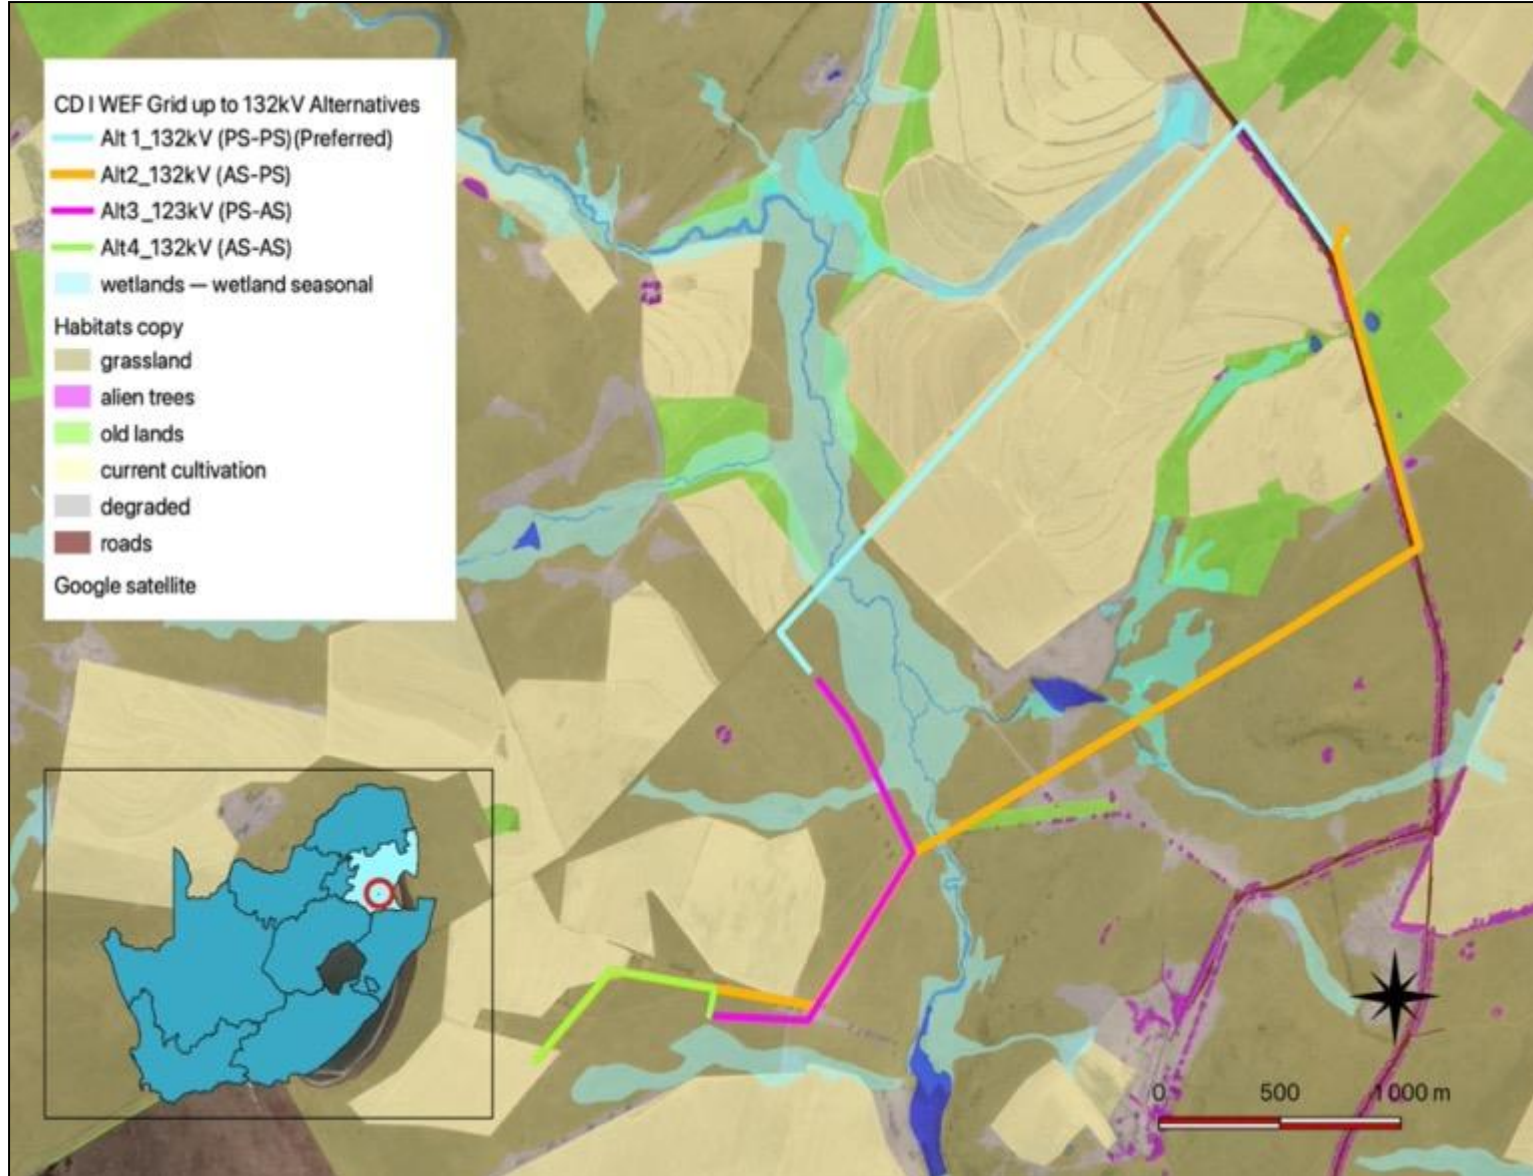 CD I WEF Grid up to 132kV Alternatives
Alt 1_132kV (PS-PS)(Preferred)
Alt2_132kV (AS-PS)
Alt3_123kV (PS-AS)
Alt4_132kV (AS-AS)
wetlands — wetland seasonal
Habitats copy
grassland
alien trees
old lands
current cultivation
degraded
roads
Google satellite
0 500 1000 m